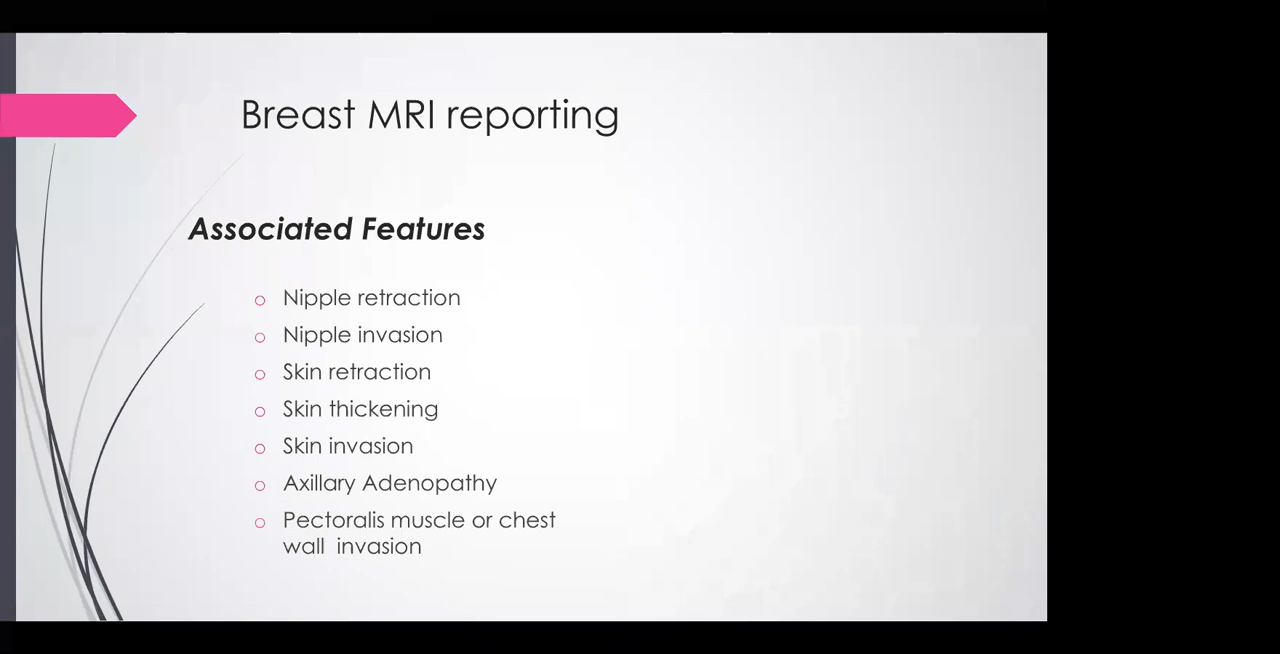 Breast MRI reporting
Associated Features
Nipple retraction
Nipple invasion
Skin retraction
Skin thickening
Skin invasion
Axillary Adenopathy
Pectoralis muscle or chest
wall invasion